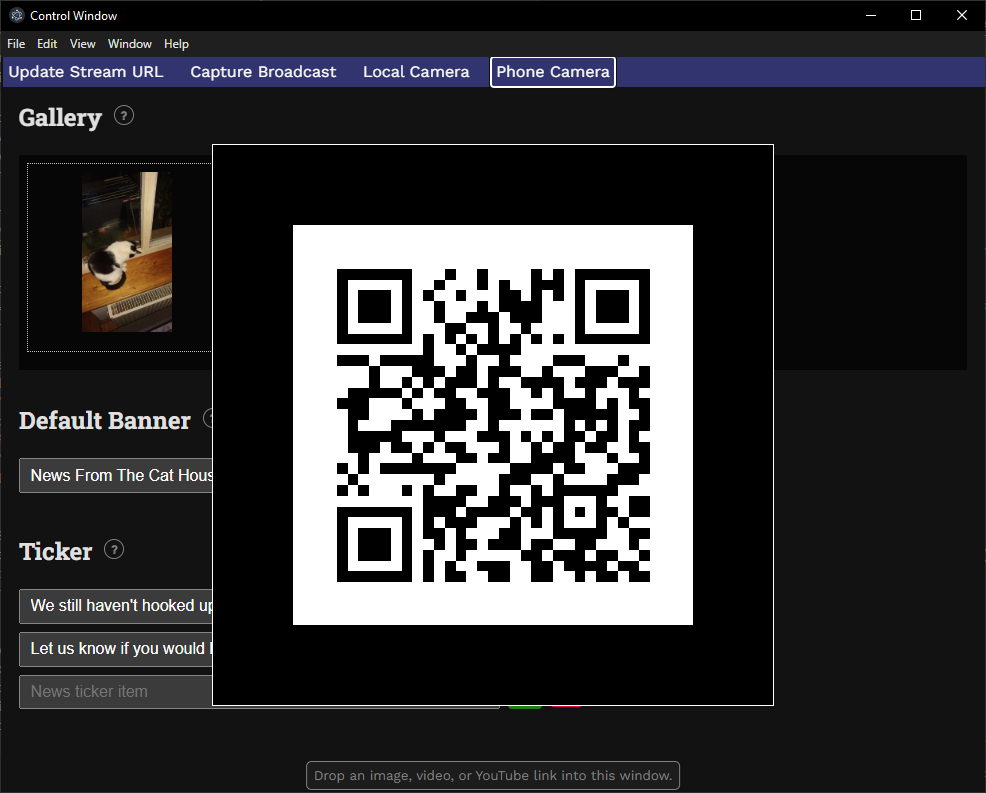 Control Window
File Edit View Window Help
Update Stream URL Capture Broadcast Local Camera Phone Camera
Gallery ?
Default Banner
News From The Cat Hous
Ticker ?
We still haven't hooked up
Let us know if you would
News ticker item
Drop an image, video, or YouTube link into this window.